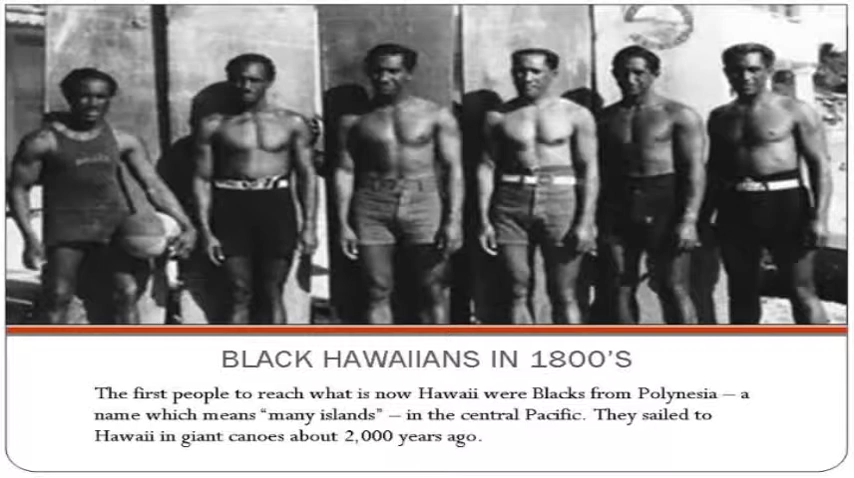 BLACK HAWAIIANS IN 1800'S
The first people to reach what is now Hawaii were Blacks from Polynesia – a
name which means "many islands" – in the central Pacific. They sailed to
Hawaii in giant canoes about 2,000 years ago.